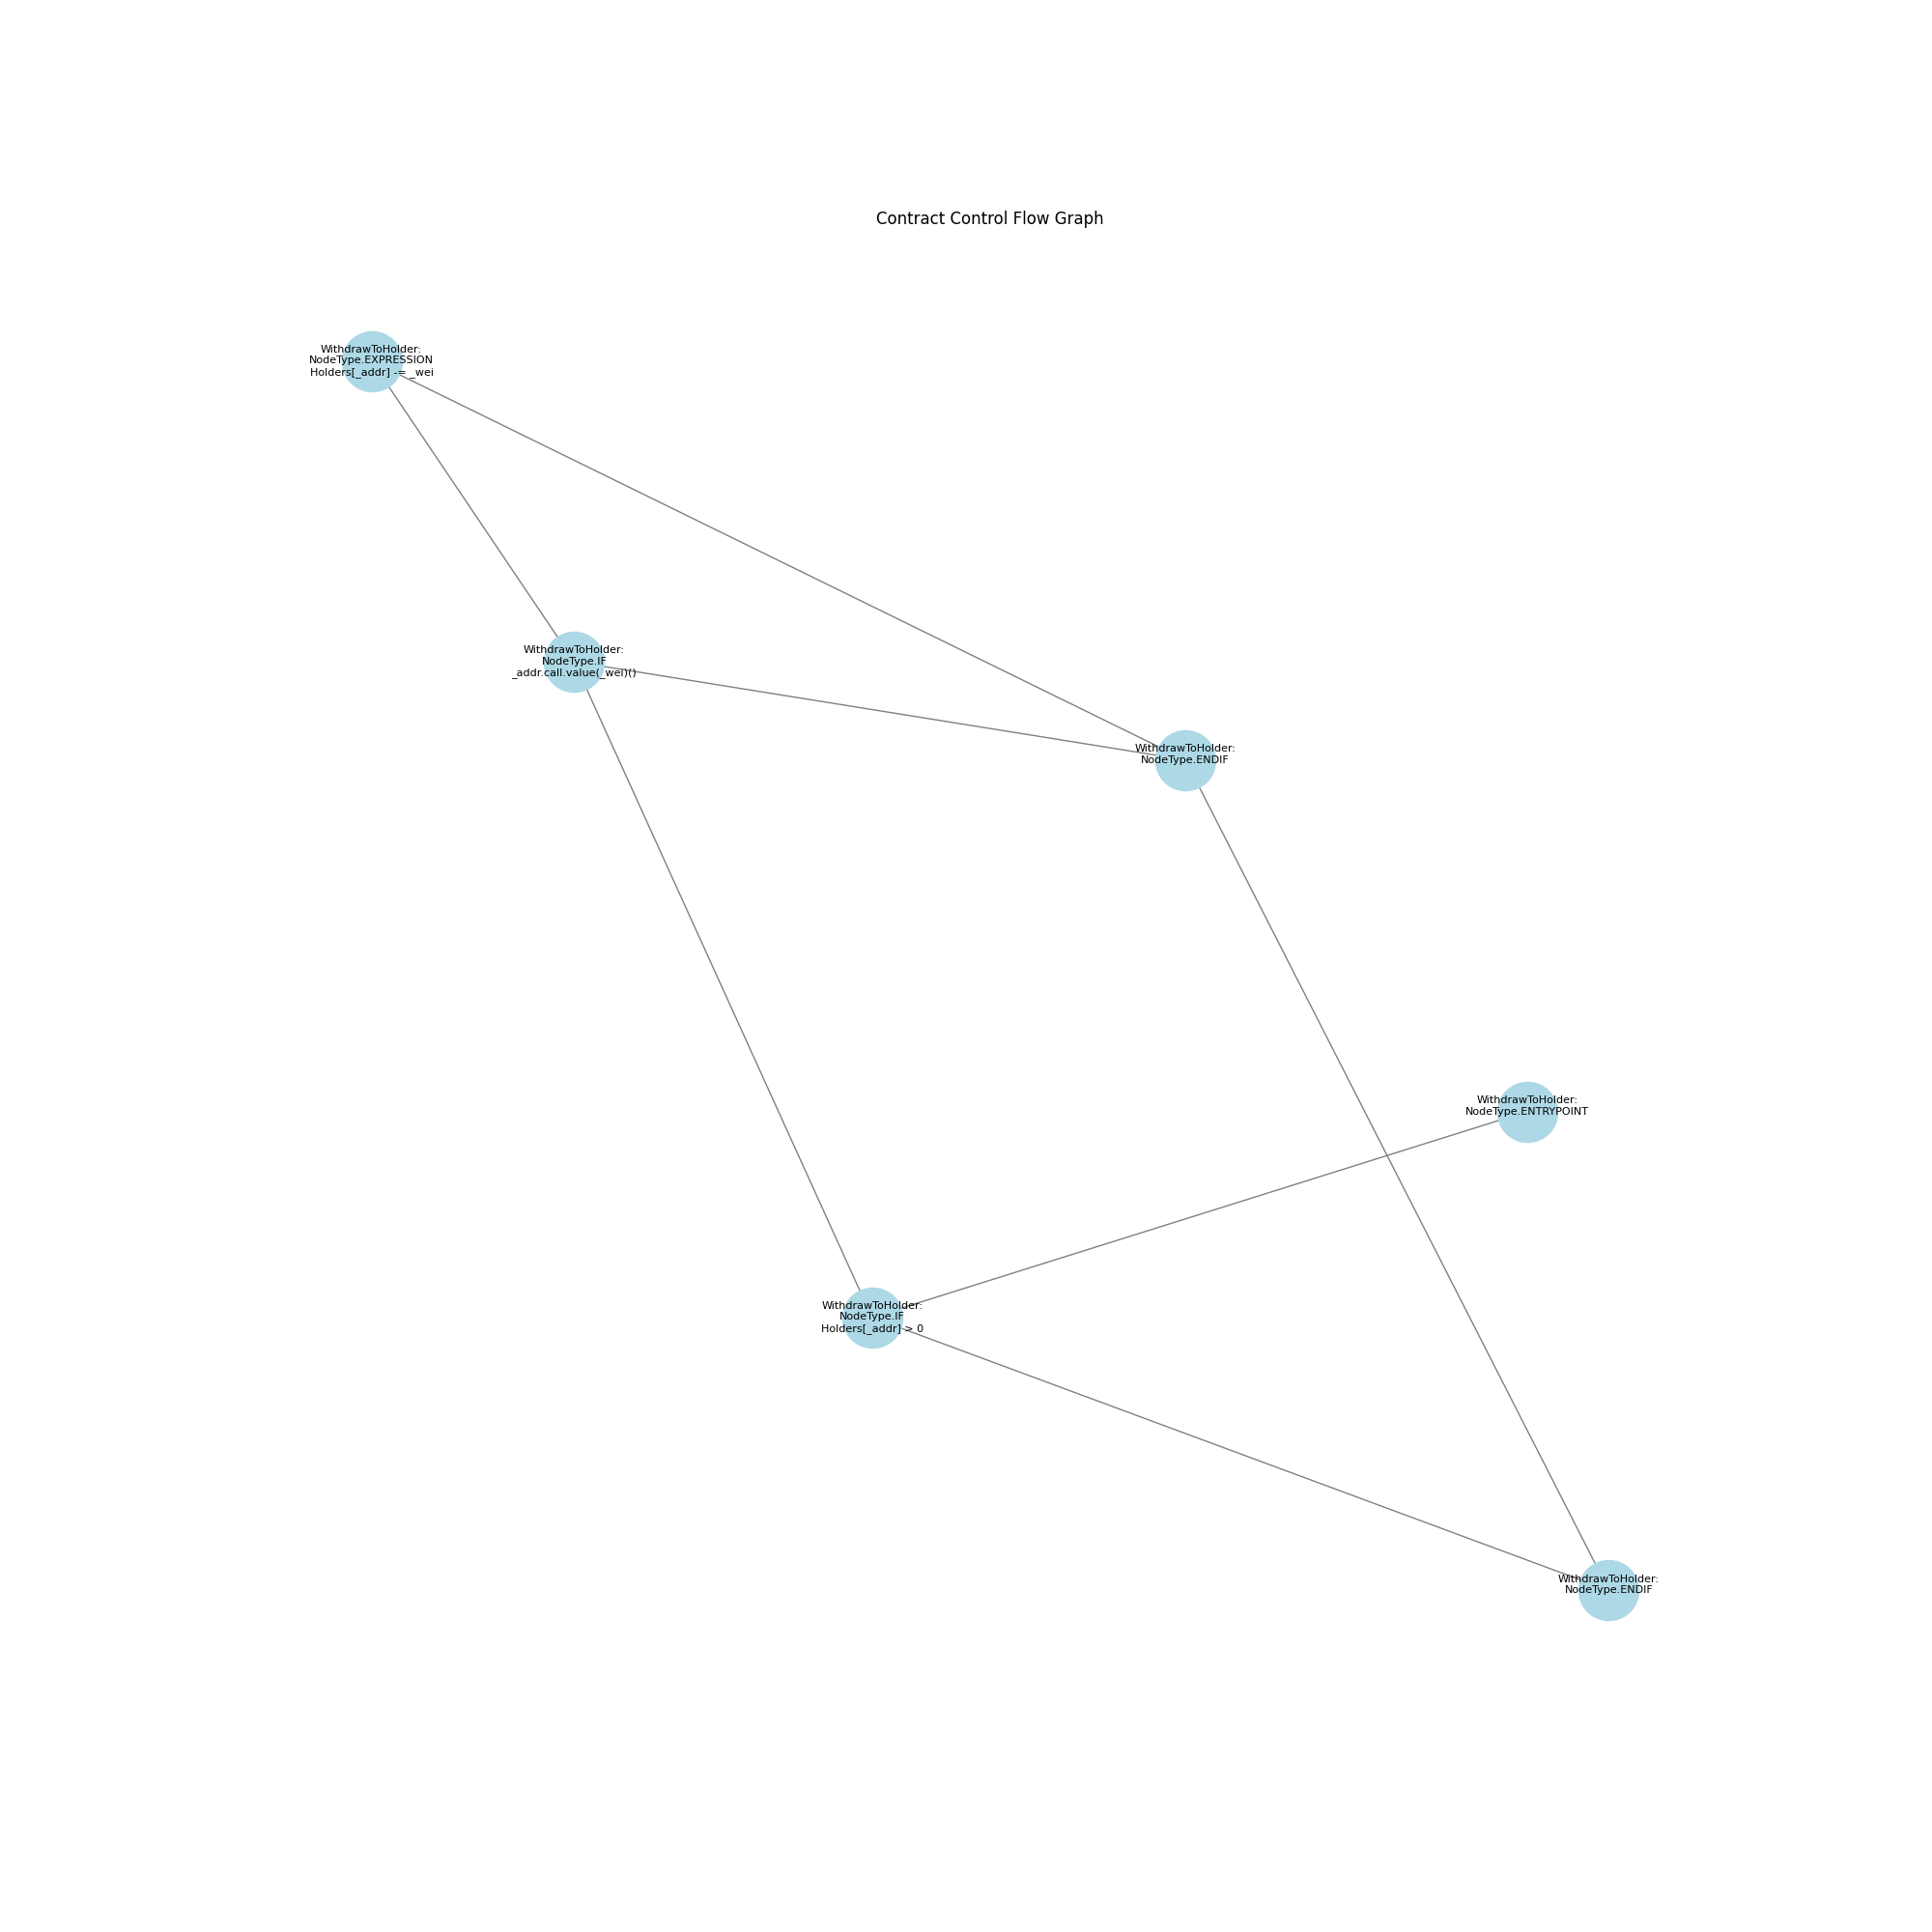 Contract Control Flow Graph
WithdrawToHolder:
NodeType.EXPRESSION
Holders[_addr] -= _wei
WithdrawToHolder:
NodeType.IF
_addr.call.value(_wei)()
WithdrawToHolder:
NodeType.ENDIF
WithdrawToHolder:
NodeType.ENTRYPOINT
WithdrawToHolder:
NodeType.IF
Holders[_addr] > 0
WithdrawToHolder:
NodeType.ENDIF